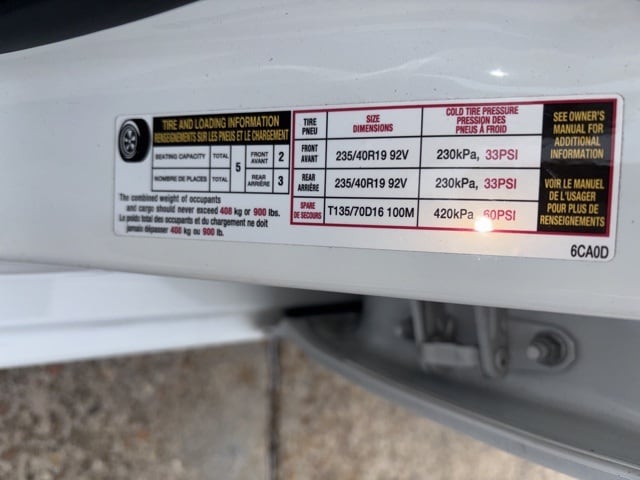 TIRE AND LOADING INFORMATION
RENSEIGNEMENTS SUR LES PNEUS ET LE CHARGEMENT
SEATING CAPACITY TOTAL 5 FRONT AVANT 2
NOMBRE DE PLACES TOTAL REAR ARRIÈRE 3
The combined weight of occupants
and cargo should never exceed 408 kg or 900 lbs.
Le poids total des occupants et du chargement ne doit
jamais dépasser 408 kg ou 900 lb.
TIRE PNEU SIZE DIMENSIONS COLD TIRE PRESSURE PRESSION DES PNEUS À FROID
FRONT DE AVANT 235/40R19 92V 230kPa, 33PSI
REAR ARRIÈRE 235/40R19 92V 230kPa, 33PSI
SPARE DE SECOURS T135/70D16 100M 420kPa, 60PSI
SEE OWNER'S
MANUAL FOR
ADDITIONAL
INFORMATION
VOIR LE MANUEL
DE L'USAGER
POUR PLUS DE
RENSEIGNEMENTS
6CA0D